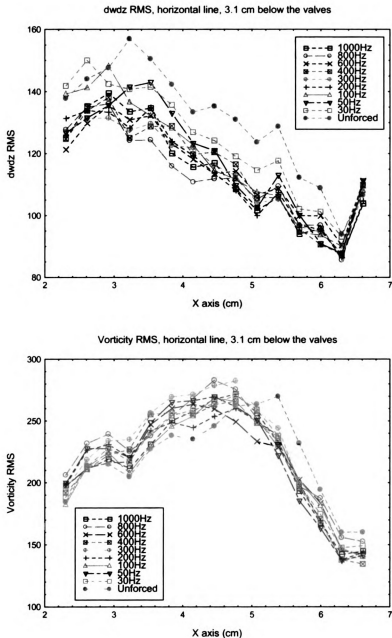 dwdz RMS, horizontal line, 3.1 cm below the valves
160
140
120
100
80
dwdz RMS
1000Hz
800Hz
600Hz
400Hz
300Hz
200Hz
100Hz
50Hz
30Hz
Unforced
2
3
4
5
6
7
X axis (cm)
Vorticity RMS, horizontal line, 3.1 cm below the valves
300
250
200
150
100
Vorticity RMS
1000Hz
800Hz
600Hz
400Hz
300Hz
200Hz
100Hz
50Hz
30Hz
Unforced
2
3
4
5
6
7
X axis (cm)